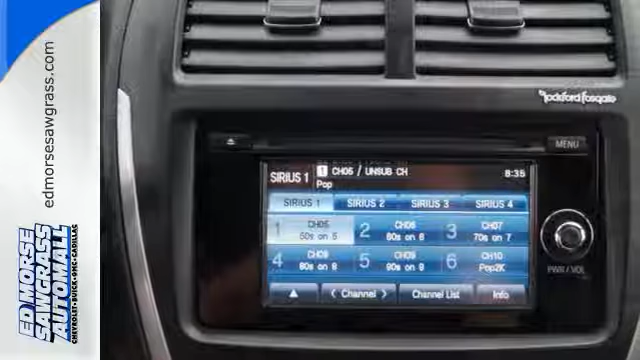 edmorsesawgrass.com
ED MORSE
SAWGRASS
AUTOMALL
CHEVROLET•BUICK•GMC•CADILLAC
Rockford Fosgate
MENU
SIRIUS 1
1 CH05 / UNSUB CH
8:35
Pop
SIRIUS 1 SIRIUS 2 SIRIUS 3 SIRIUS 4
1 CH05 50s on 5
2 CH06 60s on 6
3 CH07 70s on 7
4 CH08 80s on 8
5 CH09 90s on 9
6 CH10 Pop2K
Channel
Channel List
Info
PWR/VOL